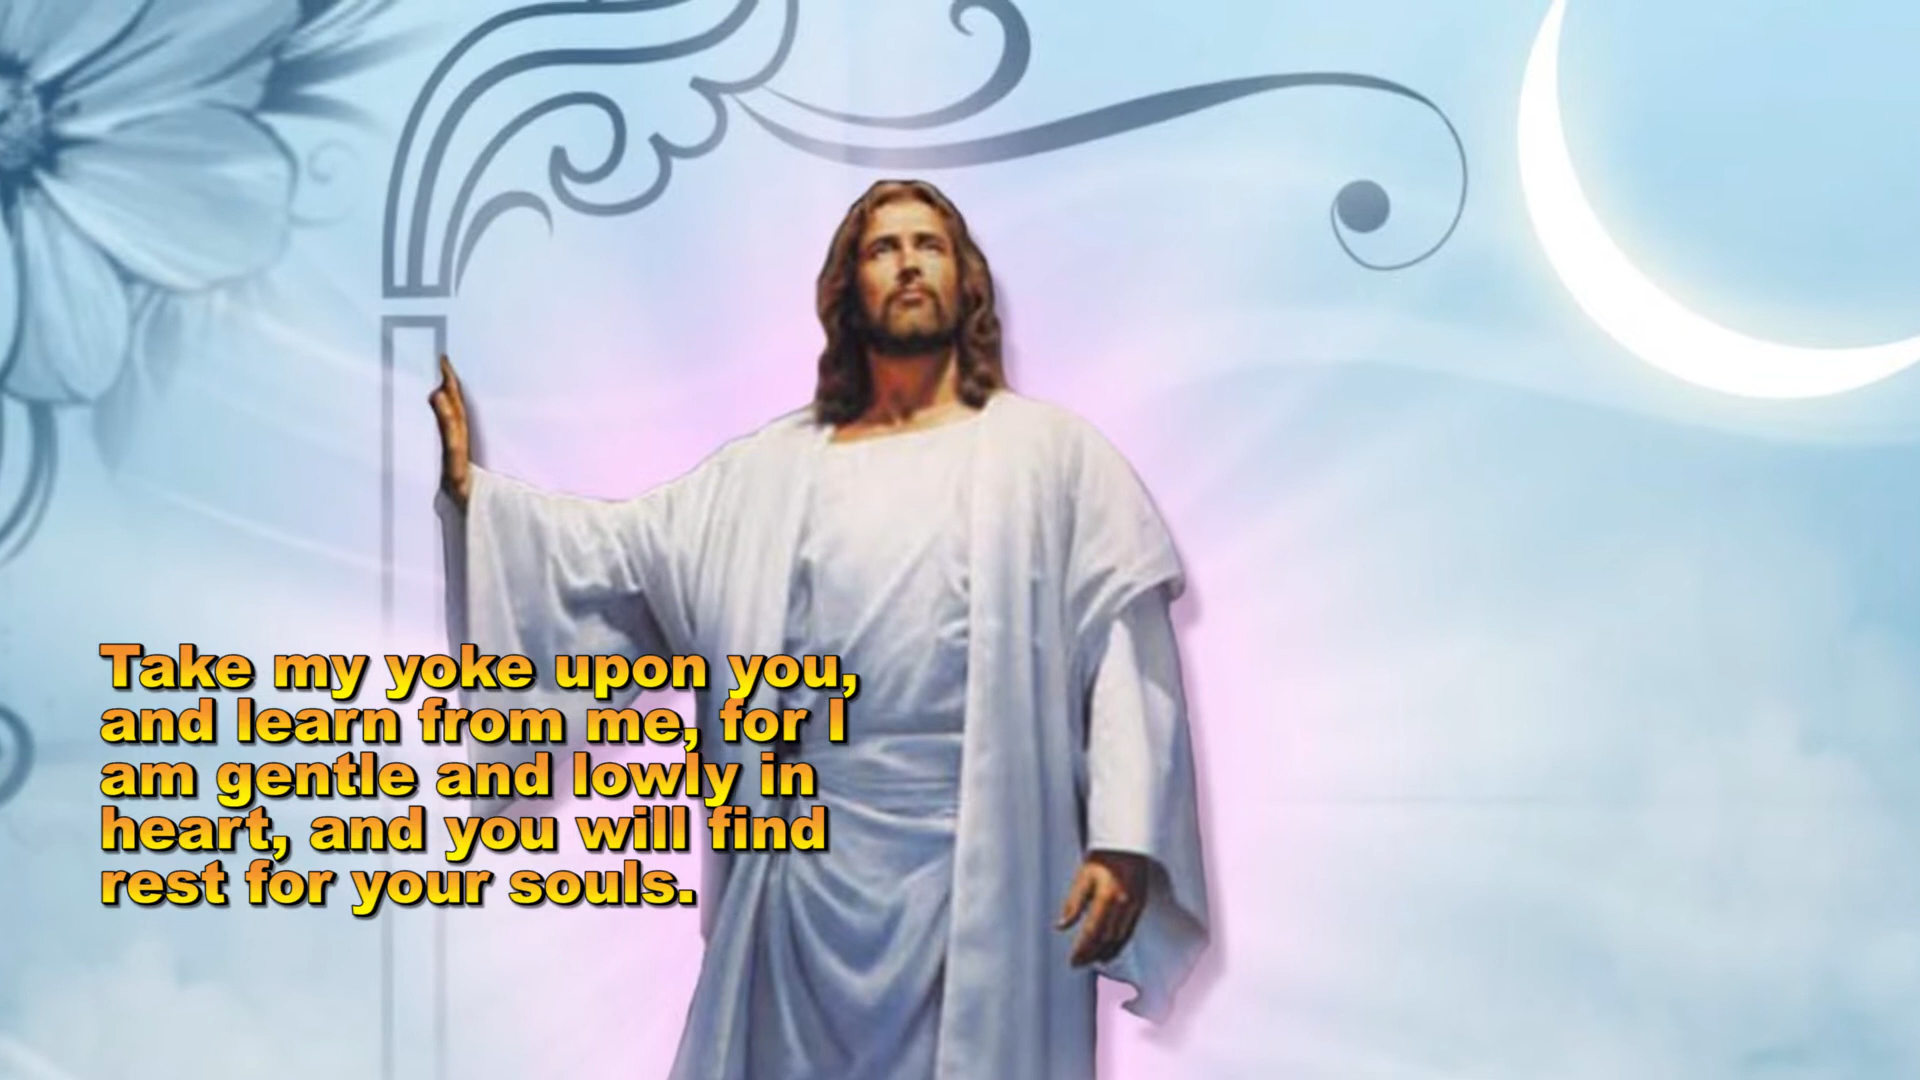 Take my yoke upon you,
and learn from me, for I
am gentle and lowly in
heart, and you will find
rest for your souls.